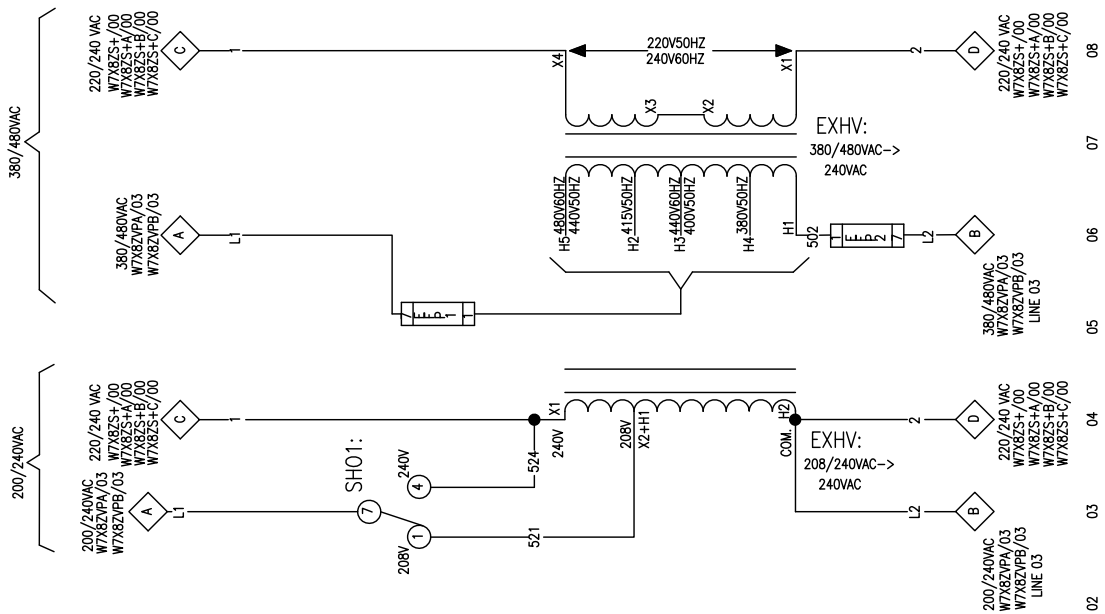 380/480VAC
220/240 VAC
W7X8ZS+/00
W7X8ZS+A/00
W7X8ZS+B/00
W7X8ZS+C/00
C
1
X4
220V50HZ
240V60HZ
X1
2
D
220/240 VAC
W7X8ZS+/00
W7X8ZS+A/00
W7X8ZS+B/00
W7X8ZS+C/00
08
X3
X2
EXHV:
380/480VAC->
240VAC
07
380/480VAC
W7X8ZVPA/03
W7X8ZVPB/03
A
L1
480V60HZ
H5
440V50HZ
415V50HZ
H2
440V60HZ
H3
400V50HZ
380V50HZ
H4
H1
502
1
EFP2
7
L2
B
380/480VAC
W7X8ZVPA/03
W7X8ZVPB/03
LINE 03
06
7
EFP1
1
05
200/240VAC
220/240 VAC
W7X8ZS+/00
W7X8ZS+A/00
W7X8ZS+B/00
W7X8ZS+C/00
C
1
X1
240V
208V
X2+H1
H2
COM.
2
D
220/240 VAC
W7X8ZS+/00
W7X8ZS+A/00
W7X8ZS+B/00
W7X8ZS+C/00
04
SH01:
240V
4
524
EXHV:
208/240VAC->
240VAC
200/240VAC
W7X8ZVPA/03
W7X8ZVPB/03
A
L1
7
L2
B
200/240VAC
W7X8ZVPA/03
W7X8ZVPB/03
LINE 03
03
208V
1
521
02